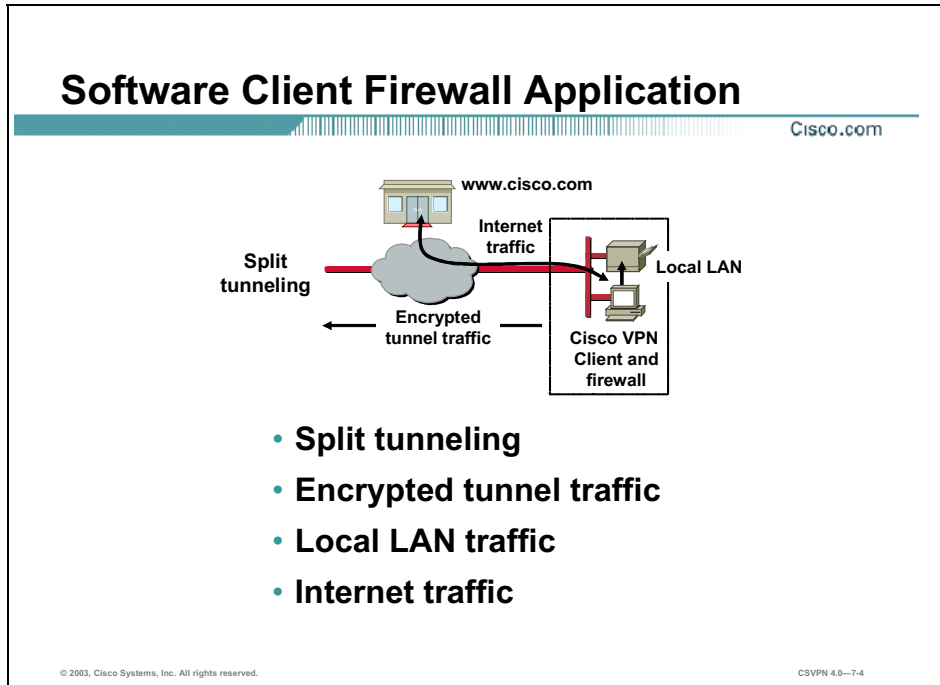 Software Client Firewall Application
Cisco.com
www.cisco.com
Internet
traffic
Split
tunneling
Local LAN
Encrypted
tunnel traffic
Cisco VPN
Client and
firewall
• Split tunneling
• Encrypted tunnel traffic
• Local LAN traffic
• Internet traffic
© 2003, Cisco Systems, Inc. All rights reserved.
CSVPN 4.0—7-4